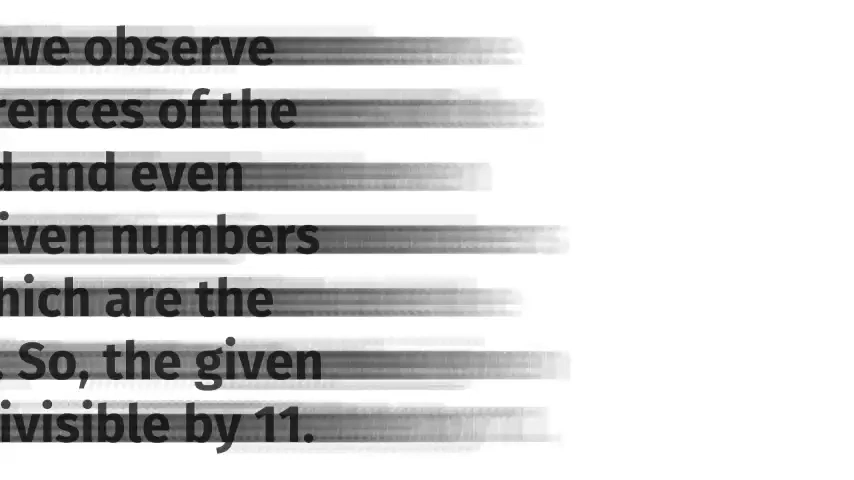 we observe
rences of the
d and even
iven numbers
hich are the
. So, the given
ivisible by 11.